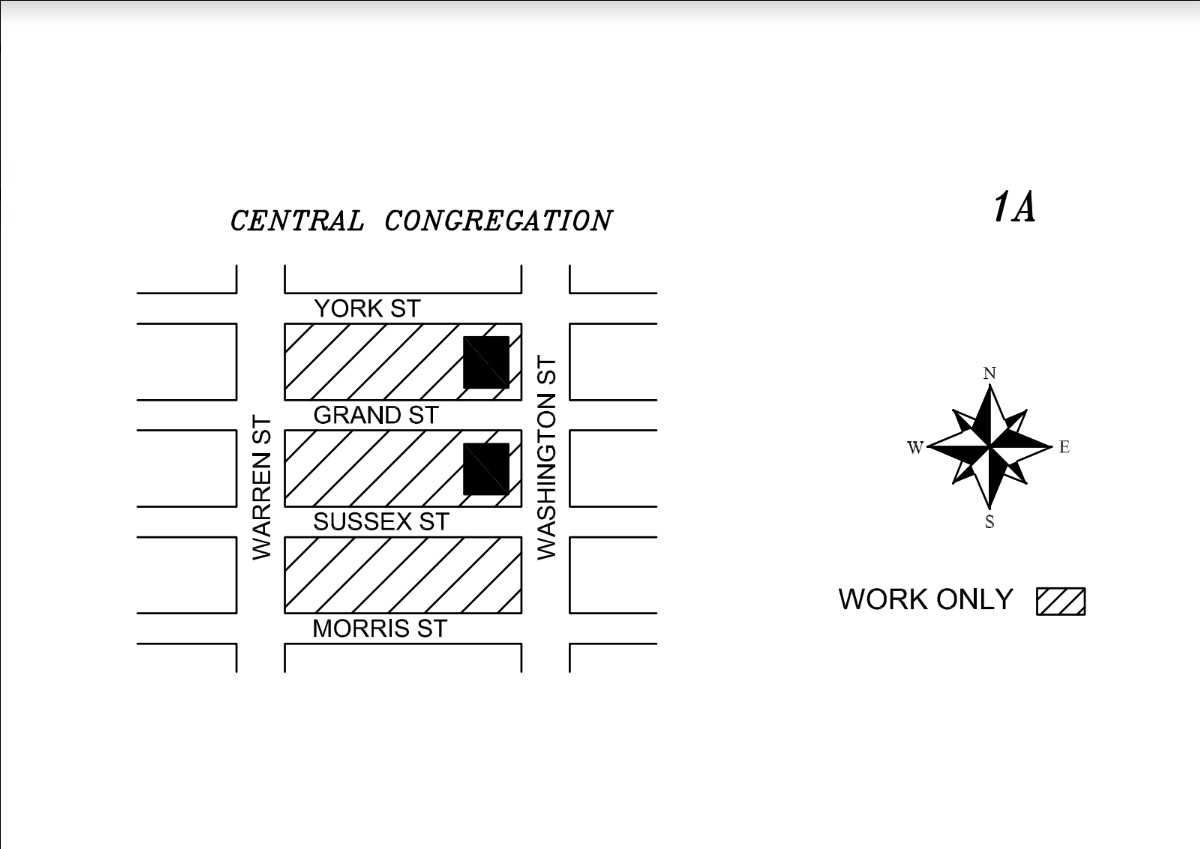 1A
CENTRAL CONGREGATION
YORK ST
GRAND ST
SUSSEX ST
MORRIS ST
WARREN ST
WASHINGTON ST
N
W
E
S
WORK ONLY